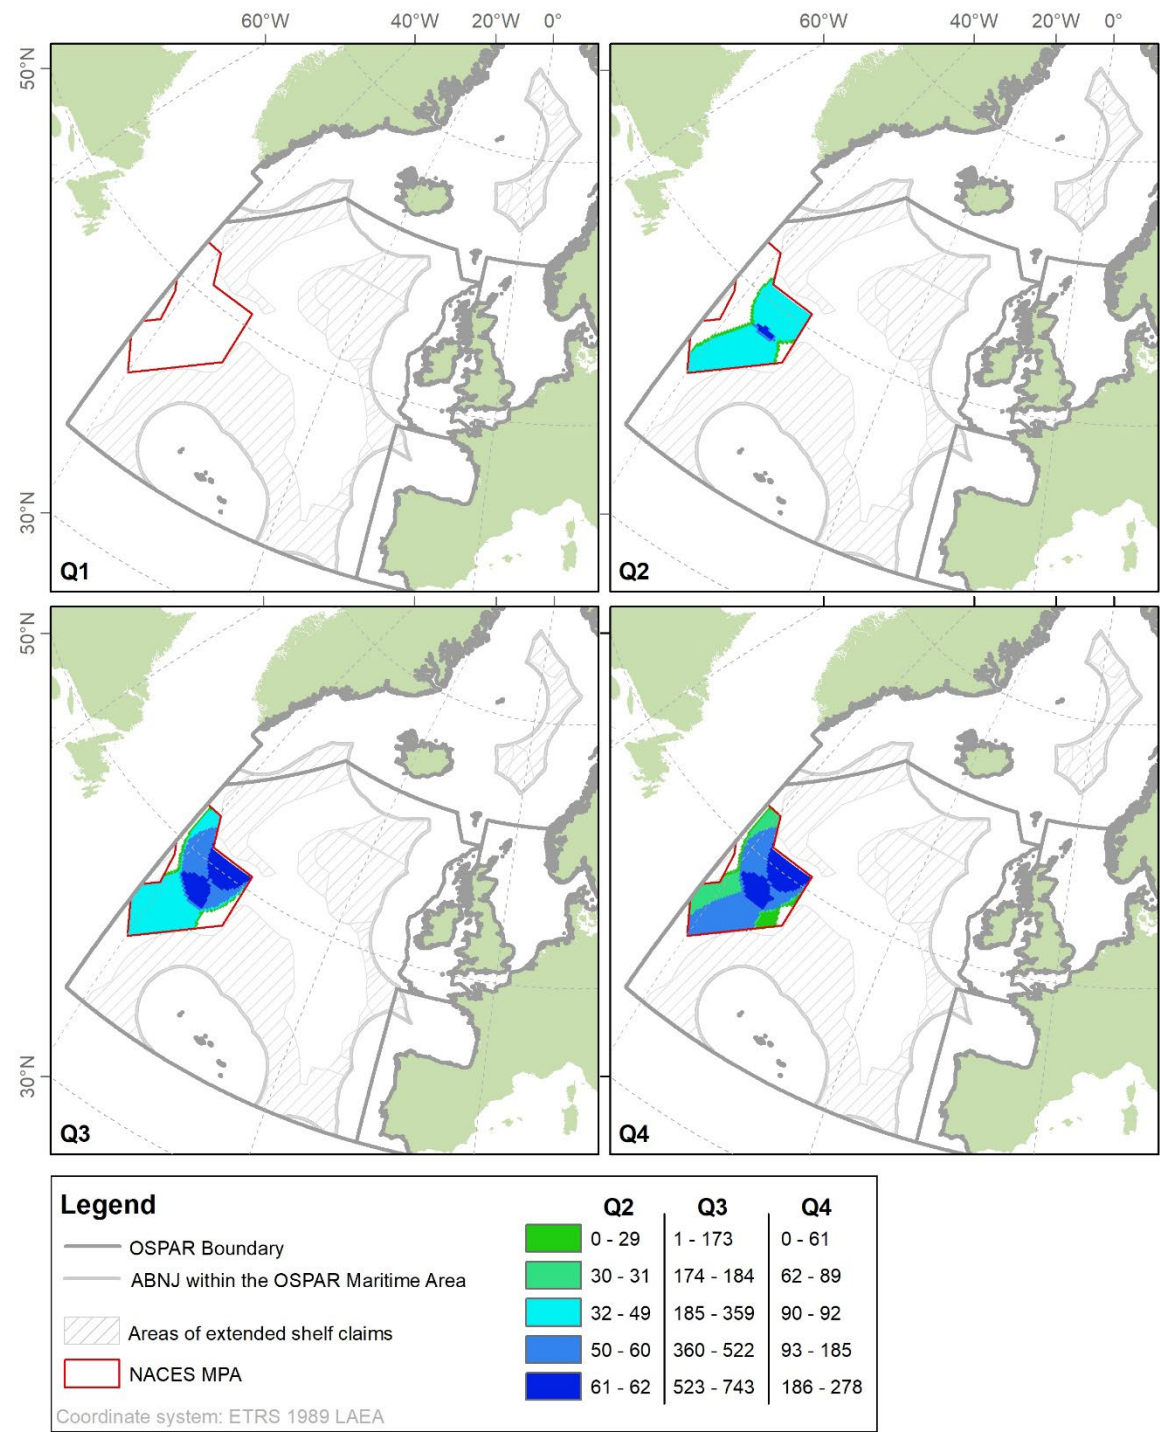 60°W 40°W 20°W 0°
60°W 40°W 20°W 0°
50°N
30°N
Q1
Q2
50°N
30°N
Q3
Q4
Legend
OSPAR Boundary
ABNJ within the OSPAR Maritime Area
Areas of extended shelf claims
NACES MPA
Coordinate system: ETRS 1989 LAEA
Q2 Q3 Q4
0 - 29 1 - 173 0 - 61
30 - 31 174 - 184 62 - 89
32 - 49 185 - 359 90 - 92
50 - 60 360 - 522 93 - 185
61 - 62 523 - 743 186 - 278